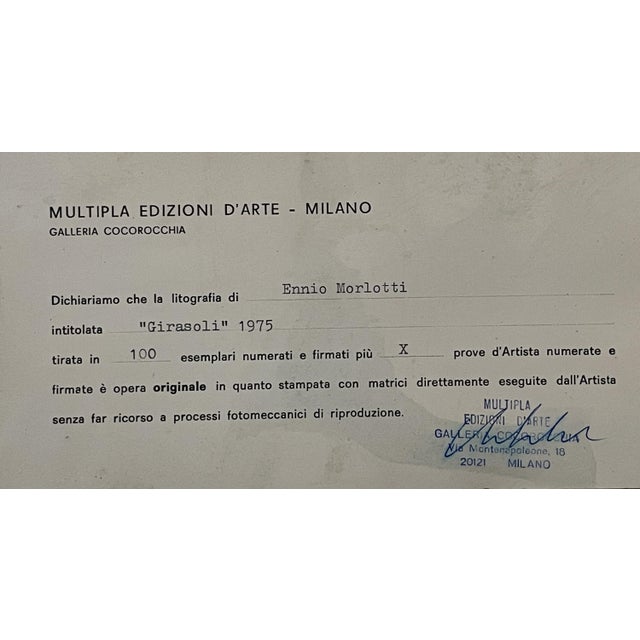 MULTIPLA EDIZIONI D'ARTE - MILANO
GALLERIA COCOROCCHIA
Dichiariamo che la litografia di Ennio Morlotti
intitolata "Girasoli" 1975
tirata in 100 esemplari numerati e firmati più X prove d'Artista numerate e
firmate è opera originale in quanto stampata con matrici direttamente eseguite dall'Artista
senza far ricorso a processi fotomeccanici di riproduzione.
MULTIPLA
EDIZIONI D'ARTE
GALLERIA COCOROCCHIA
Via Montenapoleone, 18
20121 MILANO